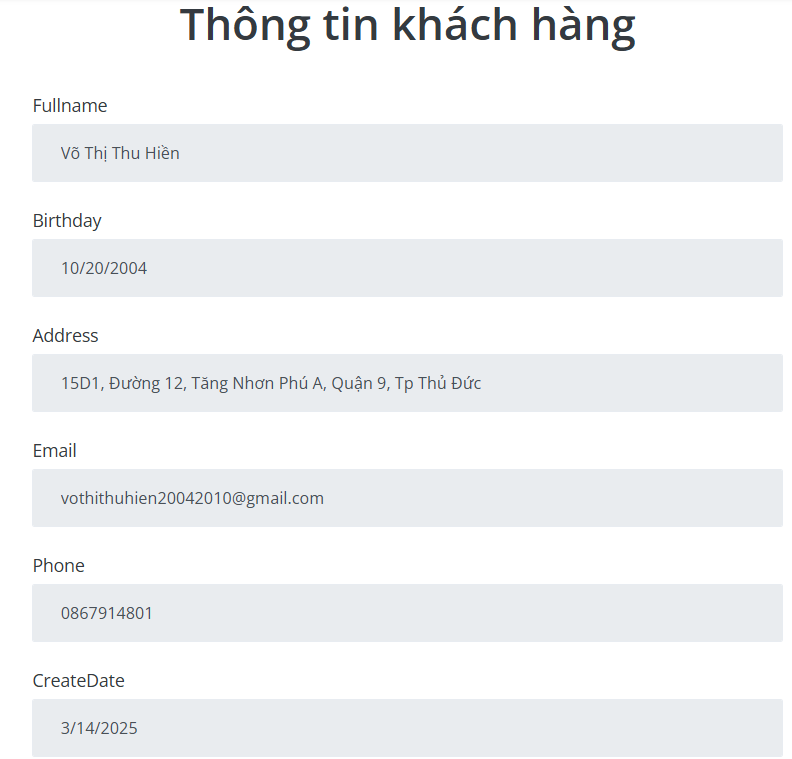 Thông tin khách hàng
Fullname
Võ Thị Thu Hiền
Birthday
10/20/2004
Address
15D1, Đường 12, Tăng Nhơn Phú A, Quận 9, Tp Thủ Đức
Email
vothithuhien20042010@gmail.com
Phone
0867914801
CreateDate
3/14/2025